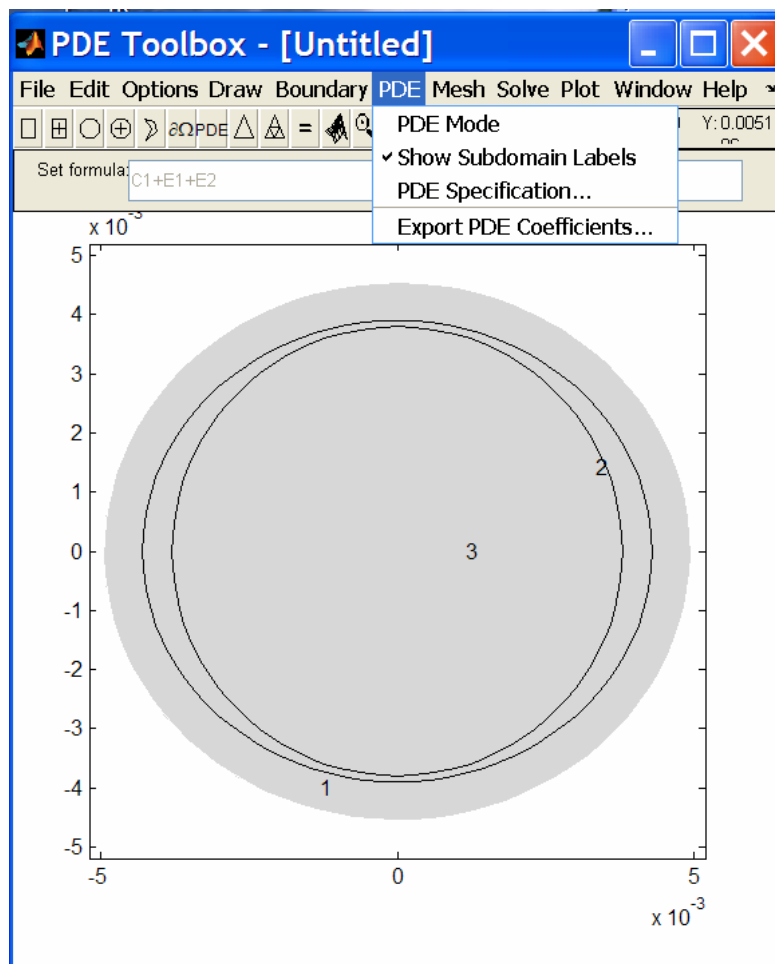 PDE Toolbox - [Untitled]
File Edit Options Draw Boundary PDE Mesh Solve Plot Window Help
∂Ω PDE = Y: 0.0051
PDE Mode
✓ Show Subdomain Labels
PDE Specification...
Export PDE Coefficients...
Set formula: C1+E1+E2
x 10^-3
5
4
3
2
1
0
-1
-2
-3
-4
-5
2
3
1
-5 0 5
x 10^-3